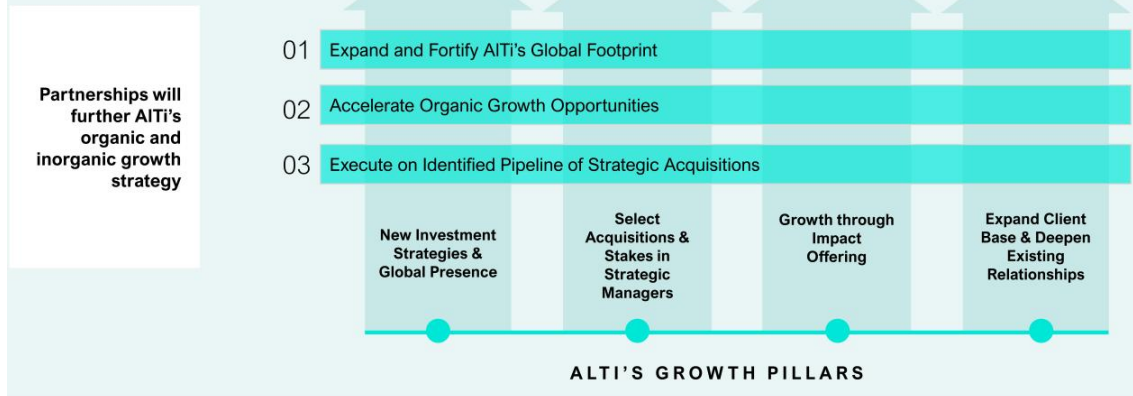 Partnerships will
further AlTi's
organic and
inorganic growth
strategy
01 Expand and Fortify AlTi's Global Footprint
02 Accelerate Organic Growth Opportunities
03 Execute on Identified Pipeline of Strategic Acquisitions
New Investment
Strategies &
Global Presence
Select
Acquisitions &
Stakes in
Strategic
Managers
Growth through
Impact
Offering
Expand Client
Base & Deepen
Existing
Relationships
ALTI'S GROWTH PILLARS